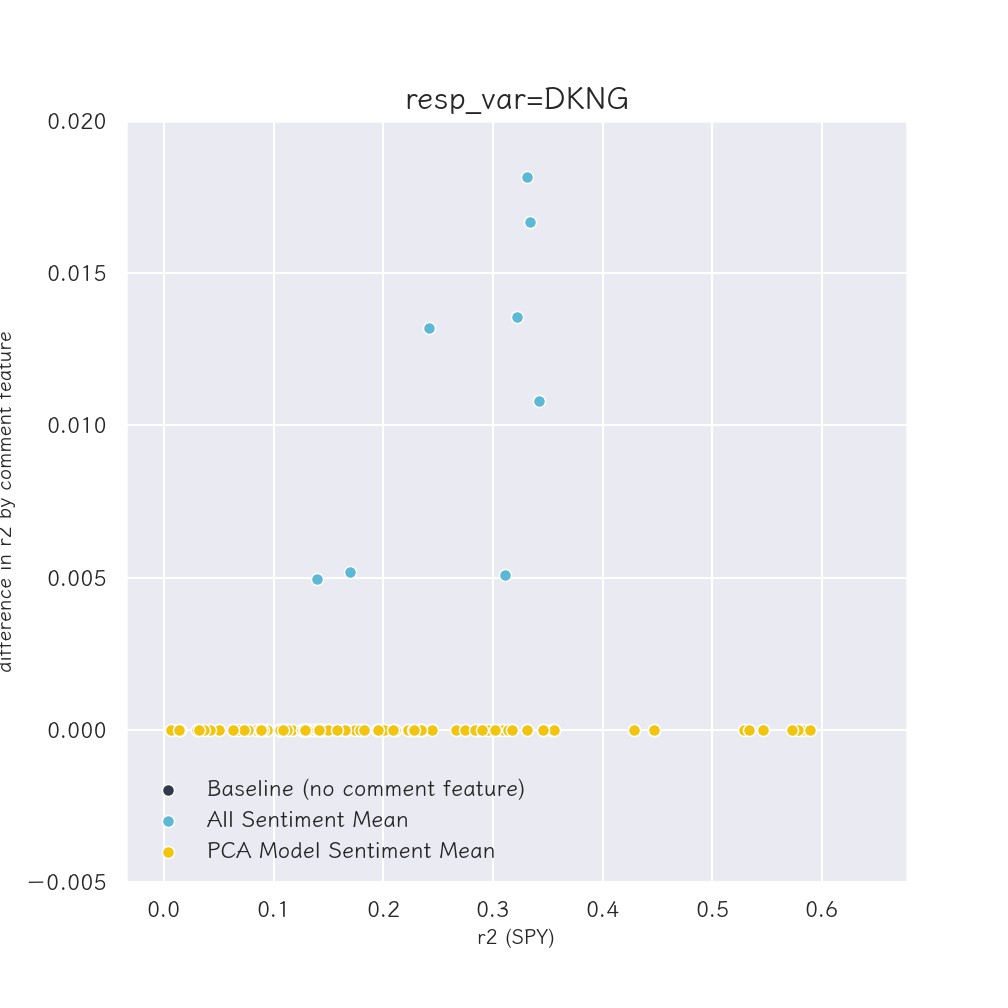 resp_var=DKNG
0.020
0.015
0.010
0.005
0.000
−0.005
difference in r2 by comment feature
Baseline (no comment feature)
All Sentiment Mean
PCA Model Sentiment Mean
0.0 0.1 0.2 0.3 0.4 0.5 0.6
r2 (SPY)